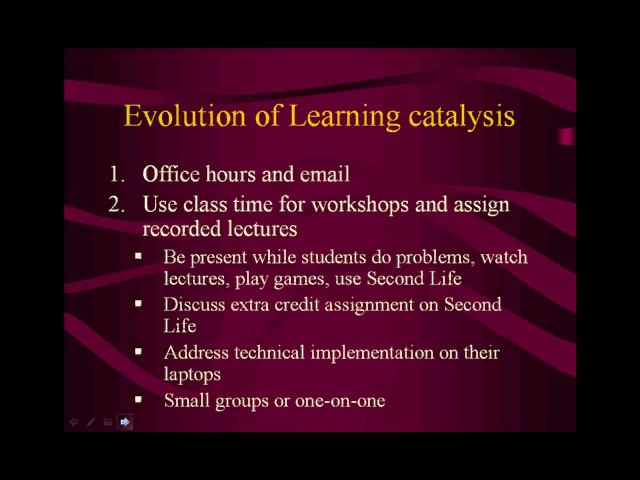 Evolution of Learning catalysis
1. Office hours and email
2. Use class time for workshops and assign
recorded lectures
▪ Be present while students do problems, watch
lectures, play games, use Second Life
▪ Discuss extra credit assignment on Second
Life
▪ Address technical implementation on their
laptops
▪ Small groups or one-on-one